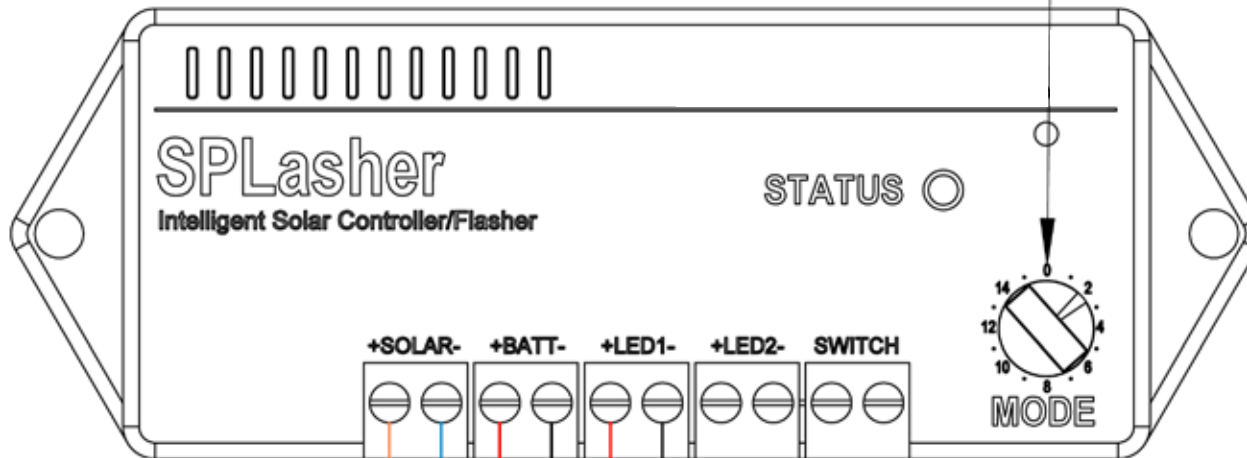 SPLasher
Intelligent Solar Controller/Flasher
STATUS
0
14 2
12 4
10 6
8
MODE
+SOLAR- +BATT- +LED1- +LED2- SWITCH